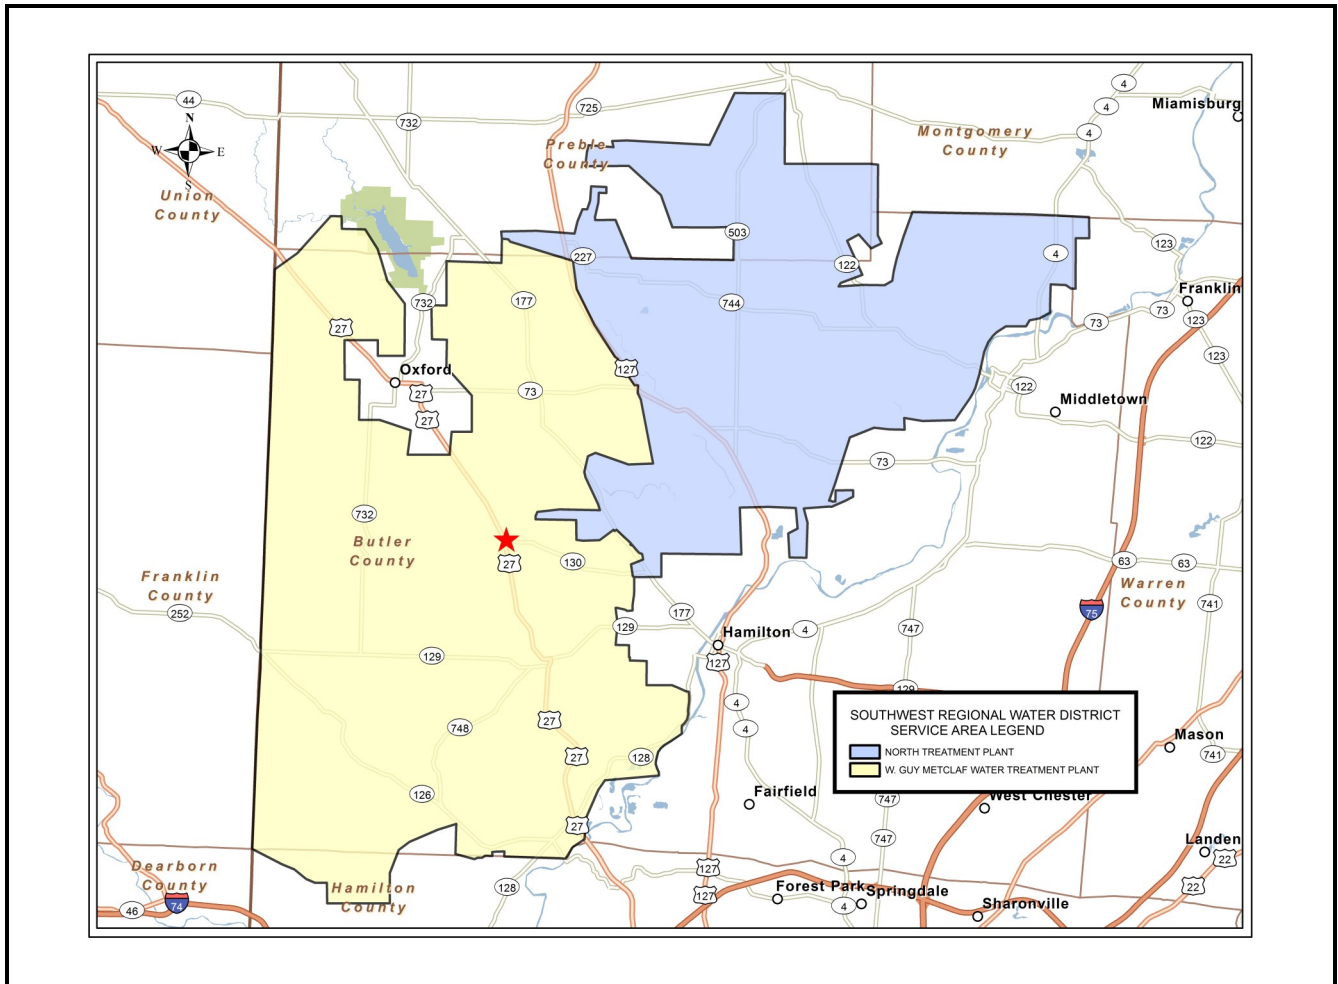 44
N
W
E
S
732
725
4
4
4
Miamisburg
Preble
County
Montgomery
County
Union
County
503
227
122
4
123
732
177
744
Franklin
73
73
123
27
123
Oxford
127
27
73
122
Middletown
27
122
73
732
Butler
County
27
130
63
63
Franklin
County
252
Warren
County
75
741
177
129
Hamilton
4
747
129
127
129
4
SOUTHWEST REGIONAL WATER DISTRICT
SERVICE AREA LEGEND
NORTH TREATMENT PLANT
W. GUY METCLAF WATER TREATMENT PLANT
27
748
4
Mason
27
128
741
126
Fairfield
747
West Chester
27
747
Landen
22
4
Dearborn
County
74
46
Hamilton
County
128
127
127
Forest Park
Springdale
4
22
Sharonville